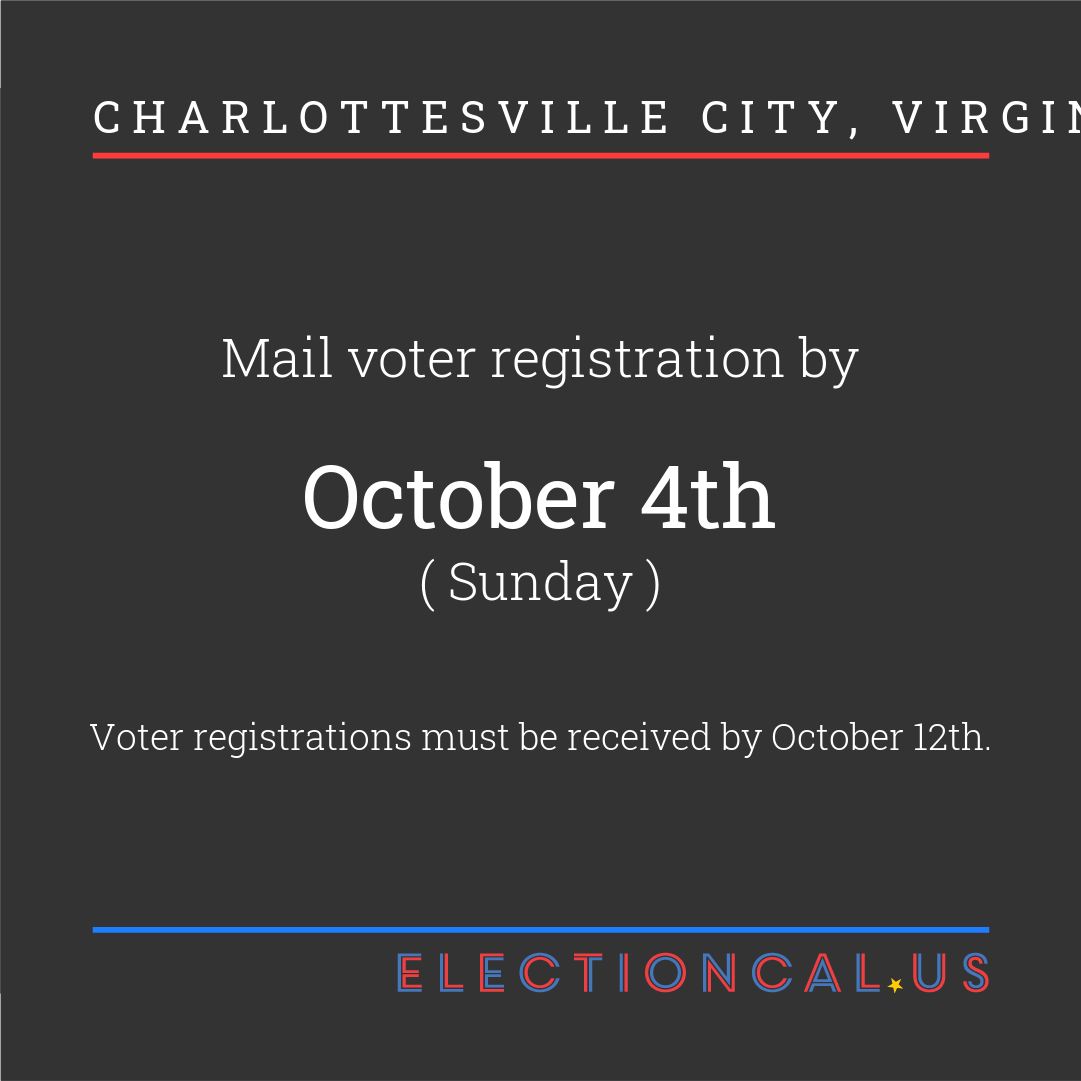 CHARLOTTESVILLE CITY, VIRGIN
Mail voter registration by
October 4th
( Sunday )
Voter registrations must be received by October 12th.
ELECTIONCAL.US